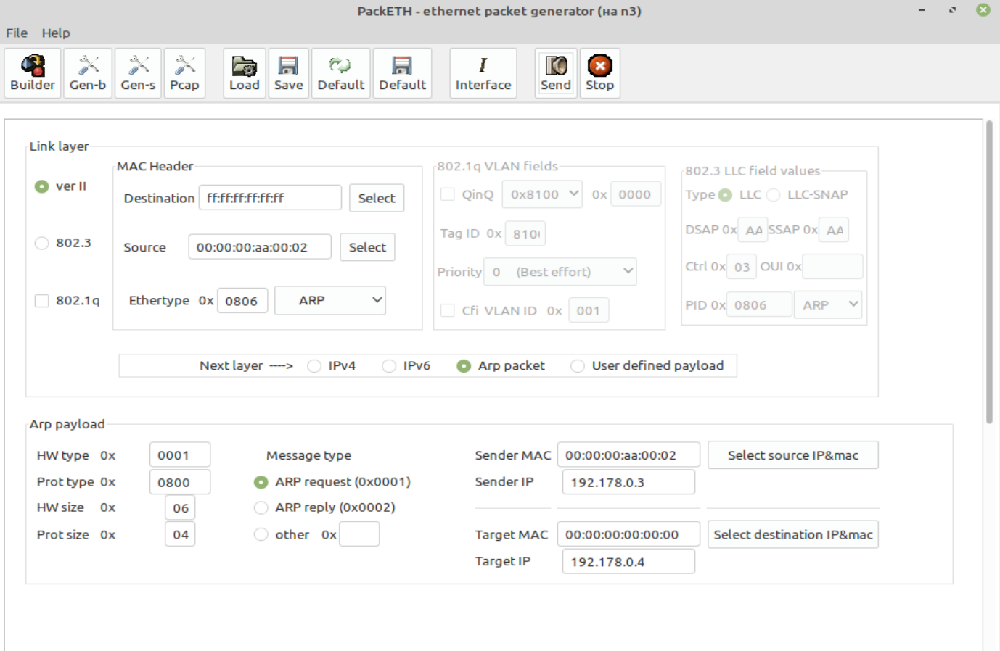 PackETH - ethernet packet generator (на n3)
File Help
Builder Gen-b Gen-s Pcap Load Save Default Default Interface Send Stop
Link layer
ver II
802.3
802.1q
MAC Header
Destination ff:ff:ff:ff:ff:ff Select
Source 00:00:00:aa:00:02 Select
Ethertype 0x 0806 ARP
802.1q VLAN fields
QinQ 0x8100 0x 0000
Tag ID 0x 810
Priority 0 (Best effort)
Cfi VLAN ID 0x 001
802.3 LLC field values
Type LLC LLC-SNAP
DSAP 0x AA SSAP 0x AA
Ctrl 0x 03 OUI 0x
PID 0x 0806 ARP
Next layer ----> IPv4 IPv6 Arp packet User defined payload
Arp payload
HW type 0x 0001
Prot type 0x 0800
HW size 0x 06
Prot size 0x 04
Message type
ARP request (0x0001)
ARP reply (0x0002)
other 0x
Sender MAC 00:00:00:aa:00:02 Select source IP&mac
Sender IP 192.178.0.3
Target MAC 00:00:00:00:00:00 Select destination IP&mac
Target IP 192.178.0.4